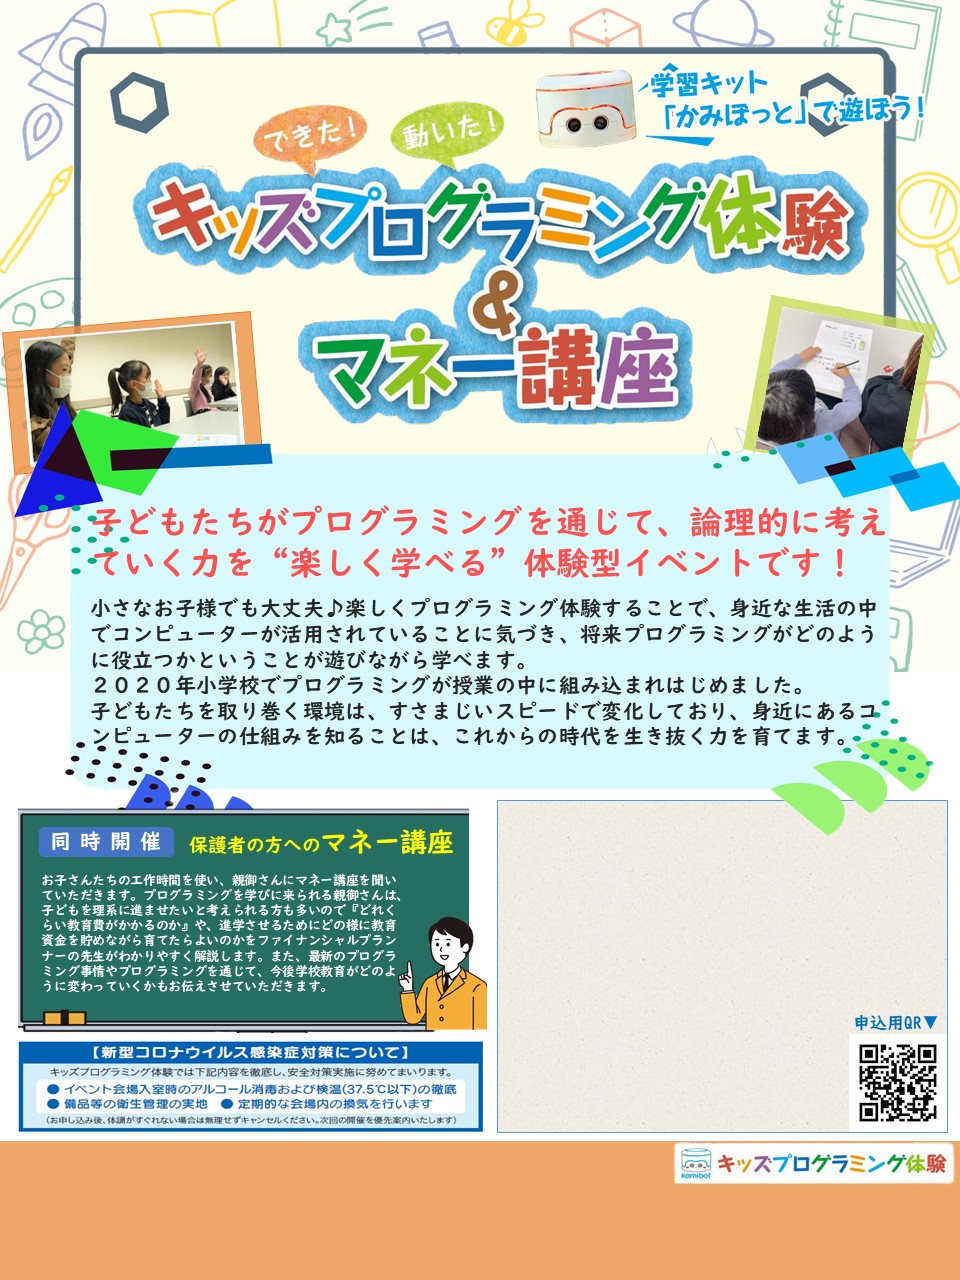 学習キット
「かみぼっと」で遊ぼう！
できた！
動いた！
キッズプログラミング体験
&
マネー講座
子どもたちがプログラミングを通じて、論理的に考え
ていく力を“楽しく学べる”体験型イベントです！
小さなお子様でも大丈夫♪楽しくプログラミング体験することで、身近な生活の中
でコンピューターが活用されていることに気づき、将来プログラミングがどのよう
に役立つかということが遊びながら学べます。
２０２０年小学校でプログラミングが授業の中に組み込まれはじめました。
子どもたちを取り巻く環境は、すさまじいスピードで変化しており、身近にあるコ
ンピューターの仕組みを知ることは、これからの時代を生き抜く力を育てます。
同時開催
保護者の方へのマネー講座
お子さんたちの工作時間を使い、親御さんにマネー講座を聞い
ていただきます。プログラミングを学びに来られる親御さんは、
子どもを理系に進ませたいと考えられる方も多いので『どれく
らい教育費がかかるのか』や、進学させるためにどの様に教育
資金を貯めながら育てたらよいのかをファイナンシャルプラン
ナーの先生がわかりやすく解説します。また、最新のプログラ
ミング事情やプログラミングを通じて、今後学校教育がどのよ
うに変わっていくかもお伝えさせていただきます。
【新型コロナウイルス感染症対策について】
キッズプログラミング体験では下記内容を徹底し、安全対策実施に努めてまいります。
● イベント会場入室時のアルコール消毒および検温(37.5℃以下)の徹底
● 備品等の衛生管理の実地 ● 定期的な会場内の換気を行います
(お申し込み後、体調がすぐれない場合は無理せずキャンセルください。次回の開催を優先案内いたします)
申込用QR▼
kamibot
キッズプログラミング体験